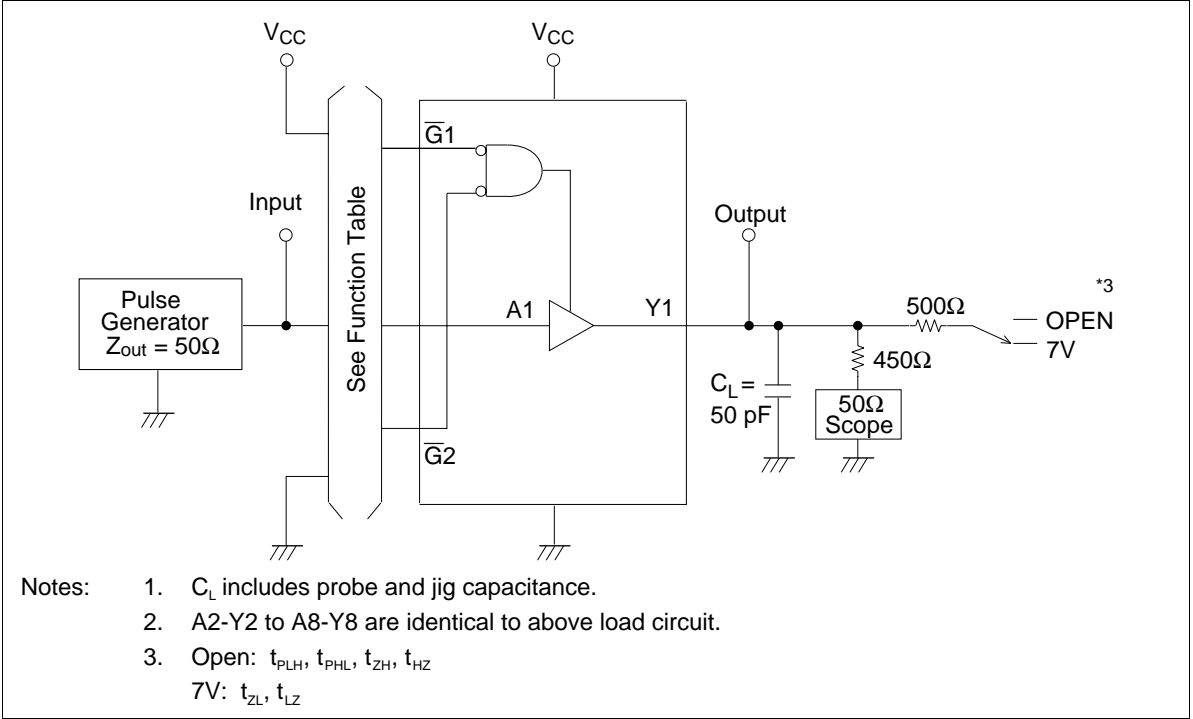 VCC
VCC
G̅1
Input
See Function Table
Output
Pulse
Generator
Zout = 50Ω
A1
Y1
500Ω
*3
OPEN
7V
450Ω
CL =
50 pF
50Ω
Scope
G̅2
Notes: 1. CL includes probe and jig capacitance.
2. A2-Y2 to A8-Y8 are identical to above load circuit.
3. Open: tPLH, tPHL, tZH, tHZ
7V: tZL, tLZ